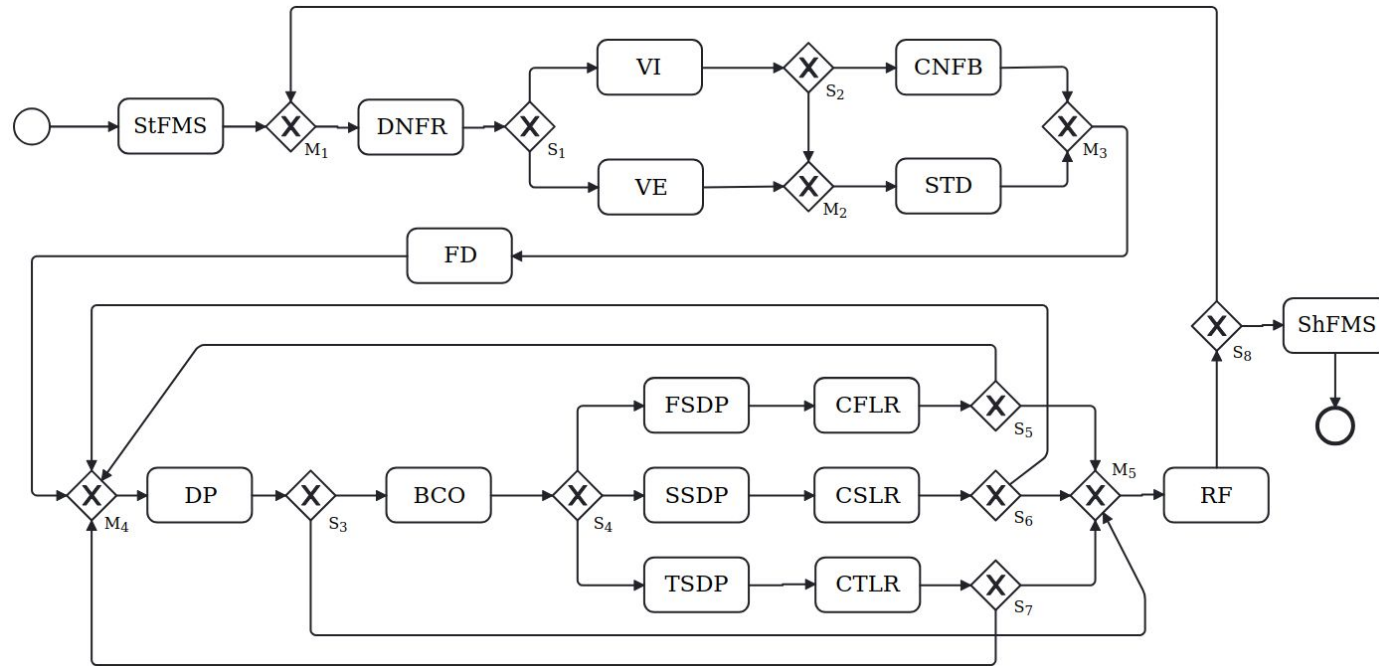 VI
CNFB
S2
StFMS
DNFR
M1
S1
M3
VE
STD
M2
FD
ShFMS
S8
FSDP
CFLR
S5
M5
DP
BCO
SSDP
CSLR
RF
M4
S3
S4
S6
TSDP
CTLR
S7